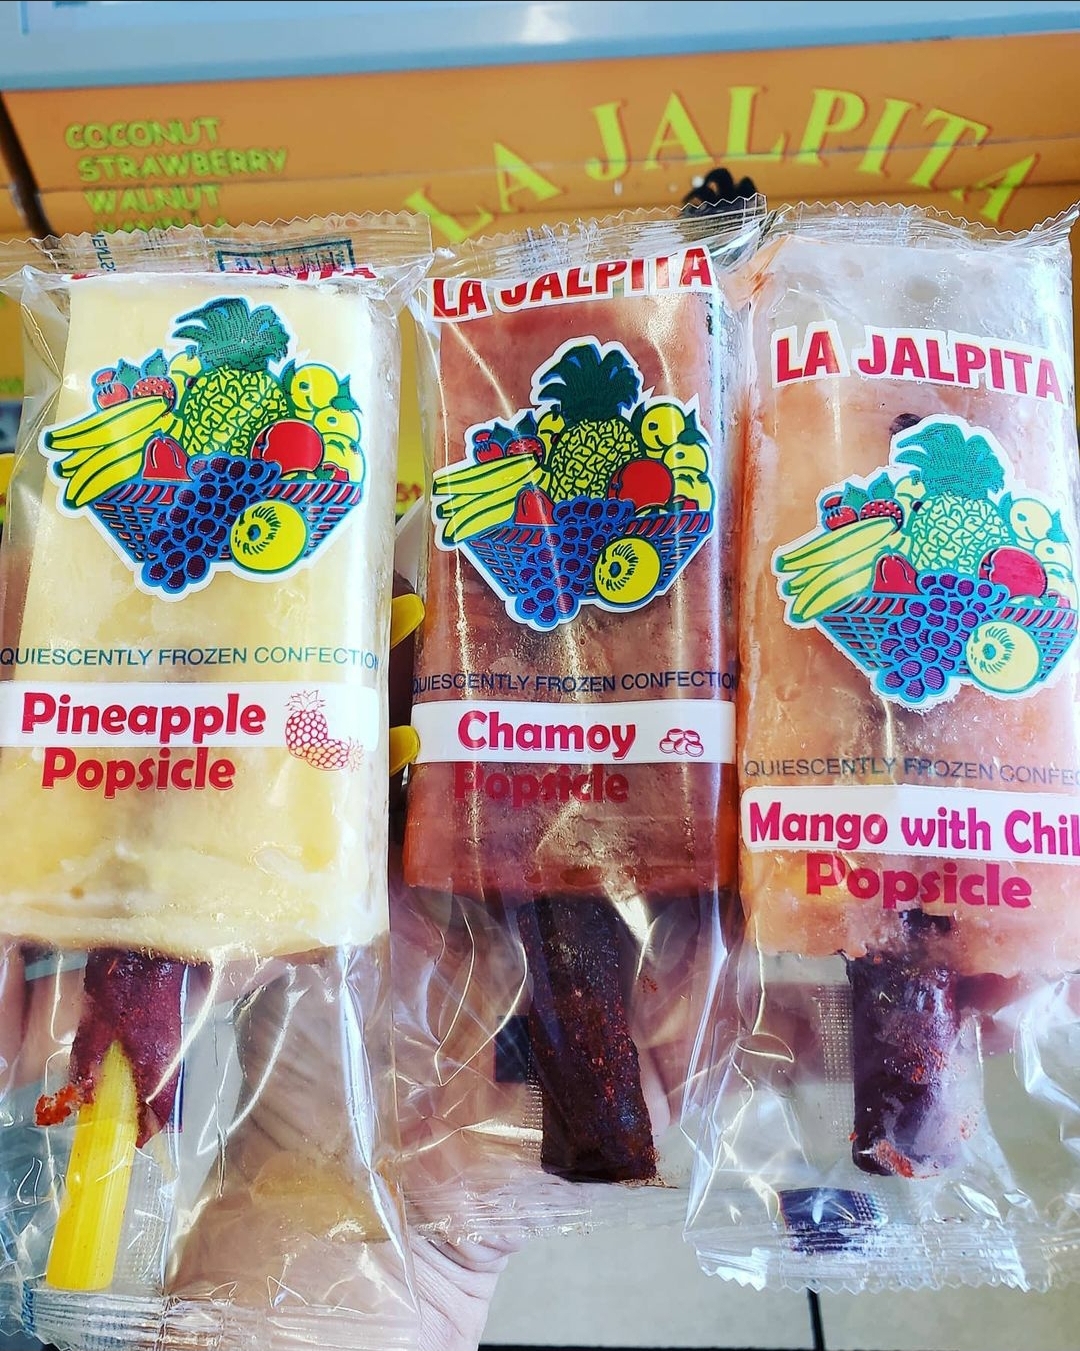 COCONUT
STRAWBERRY
WALNUT
LA JALPITA
LA JALPITA
LA JALPITA
QUIESCENTLY FROZEN CONFECTION
Pineapple
Popsicle
QUIESCENTLY FROZEN CONFECTIO
Chamoy
Popsicle
QUIESCENTLY FROZEN CONFEC
Mango with Chil
Popsicle